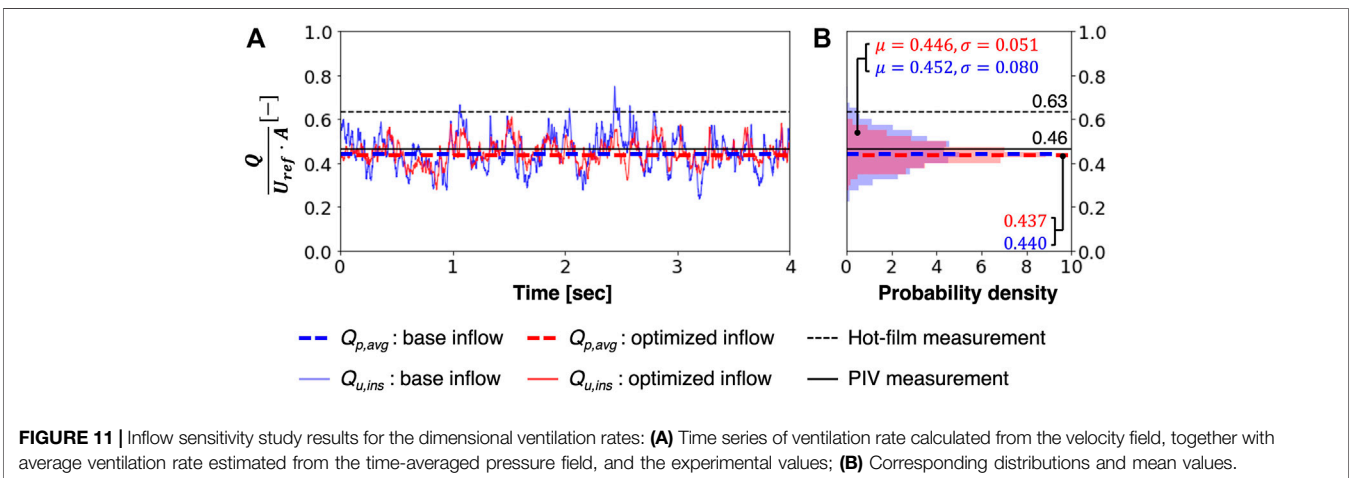 A
B
Q
U_ref · A
[−]
1.0
0.8
0.6
0.4
0.2
0.0
0
1
2
3
4
Time [sec]
μ = 0.446, σ = 0.051
μ = 0.452, σ = 0.080
0.63
0.46
0.437
0.440
1.0
0.8
0.6
0.4
0.2
0.0
0
2
4
6
8
10
Probability density
Q_p,avg : base inflow
Q_p,avg : optimized inflow
Hot-film measurement
Q_u,ins : base inflow
Q_u,ins : optimized inflow
PIV measurement
FIGURE 11 | Inflow sensitivity study results for the dimensional ventilation rates: (A) Time series of ventilation rate calculated from the velocity field, together with
average ventilation rate estimated from the time-averaged pressure field, and the experimental values; (B) Corresponding distributions and mean values.